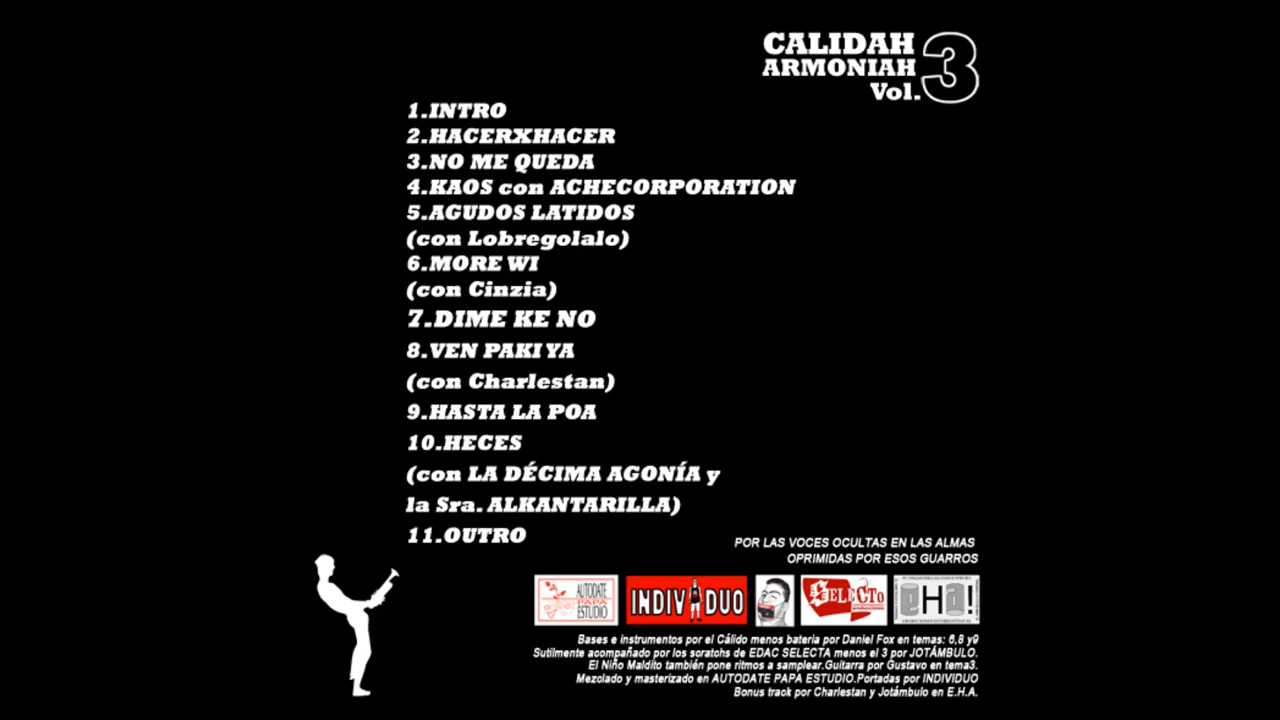 CALIDAH
ARMONIAH
Vol. 3
1.INTRO
2.HACERXHACER
3.NO ME QUEDA
4.KAOS con ACHECORPORATION
5.AGUDOS LATIDOS
(con Lobregolalo)
6.MORE WI
(con Cinzia)
7.DIME KE NO
8.VEN PAKI YA
(con Charlestan)
9.HASTA LA POA
10.HECES
(con LA DÉCIMA AGONÍA y
la Sra. ALKANTARILLA)
11.OUTRO
POR LAS VOCES OCULTAS EN LAS ALMAS
OPRIMIDAS POR ESOS GUARROS
AUTODATE
PAPA
ESTUDIO
INDIVIDUO
SELECTO
producciones
eHa!
Bases e instrumentos por el Cálido menos bateria por Daniel Fox en temas: 6,8 y9
Sutilmente acompañado por los scratchs de EDAC SELECTA menos el 3 por JOTÁMBULO.
El Niño Maldito también pone ritmos a samplear.Guitarra por Gustavo en tema3.
Mezclado y masterizado en AUTODATE PAPA ESTUDIO.Portadas por INDIVIDUO
Bonus track por Charlestan y Jotámbulo en E.H.A.